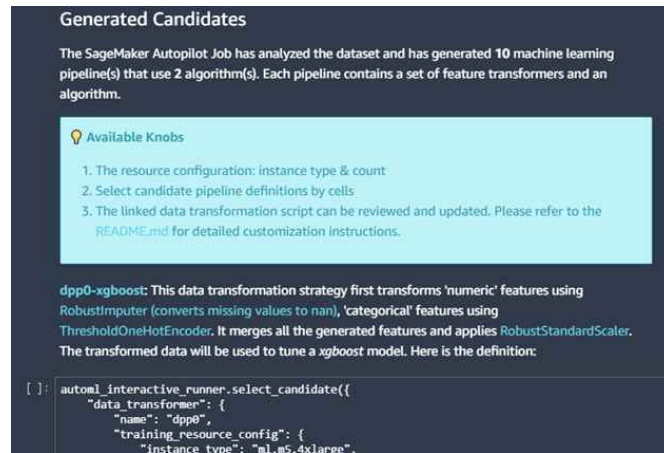 Generated Candidates
The SageMaker Autopilot Job has analyzed the dataset and has generated 10 machine learning
pipeline(s) that use 2 algorithm(s). Each pipeline contains a set of feature transformers and an
algorithm.
Available Knobs
1. The resource configuration: instance type & count
2. Select candidate pipeline definitions by cells
3. The linked data transformation script can be reviewed and updated. Please refer to the
README.md for detailed customization instructions.
dpp0-xgboost: This data transformation strategy first transforms 'numeric' features using
RobustImputer (converts missing values to nan), 'categorical' features using
ThresholdOneHotEncoder. It merges all the generated features and applies RobustStandardScaler.
The transformed data will be used to tune a xgboost model. Here is the definition:
[ ]: automl_interactive_runner.select_candidate({
"data_transformer": {
"name": "dpp0",
"training_resource_config": {
"instance_type": "ml.m5.4xlarge",